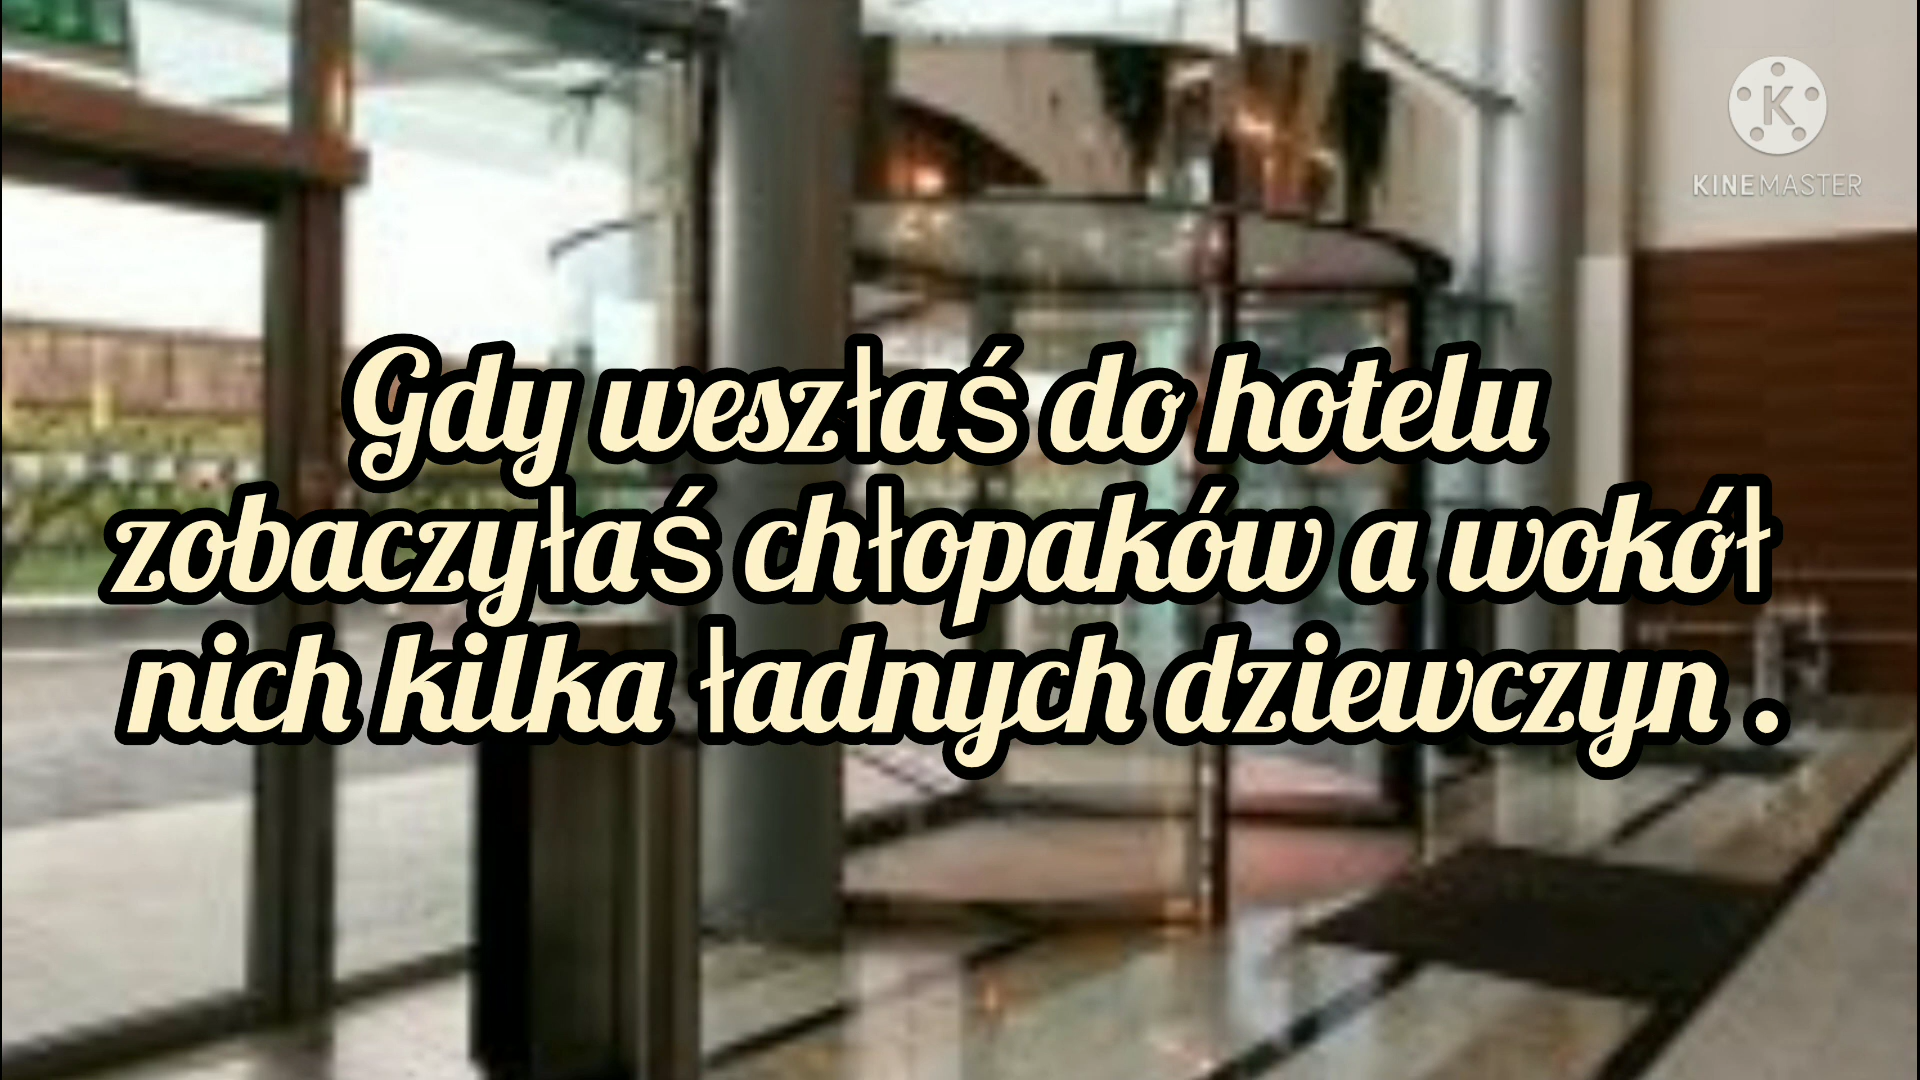 K
KINEMASTER
Gdy weszłaś do hotelu
zobaczyłaś chłopaków a wokół
nich kilka ładnych dziewczyn .